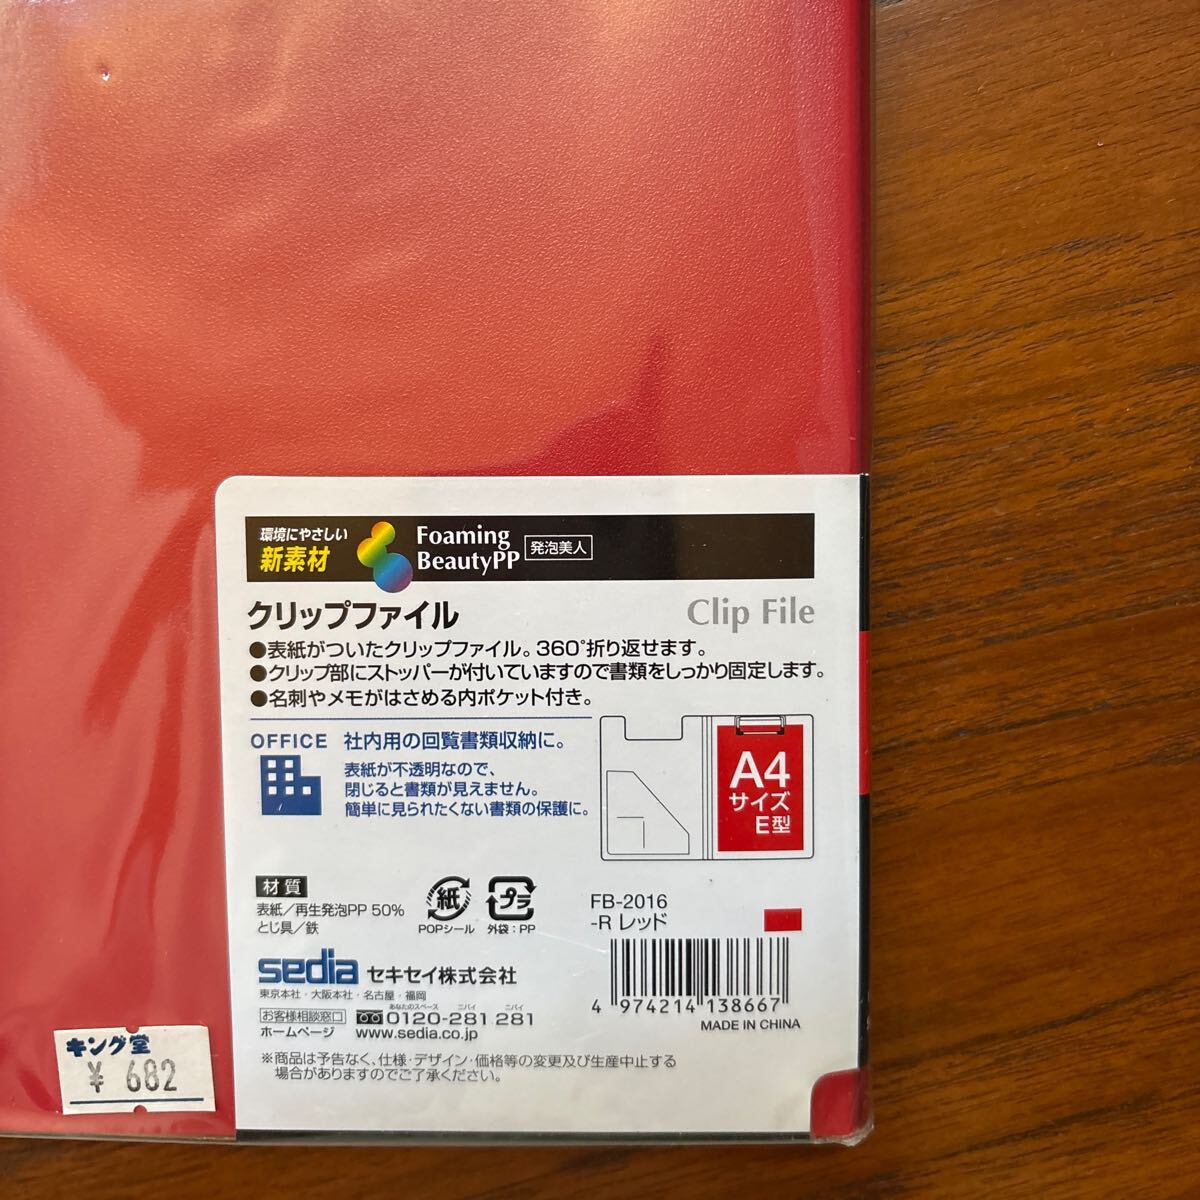 環境にやさしい
新素材
Foaming
BeautyPP
発泡美人
クリップファイル
Clip File
●表紙がついたクリップファイル。360°折り返せます。
●クリップ部にストッパーが付いていますので書類をしっかり固定します。
●名刺やメモがはさめる内ポケット付き。
OFFICE 社内用の回覧書類収納に。
表紙が不透明なので、
閉じると書類が見えません。
簡単に見られたくない書類の保護に。
A4
サイズ
E型
材質
表紙／再生発泡PP 50%
とじ具／鉄
紙
POPシール
プラ
外袋：PP
FB-2016
-R レッド
sedia セキセイ株式会社
東京本社・大阪本社・名古屋・福岡
あなたのスペース ニバイ ニバイ
お客様相談窓口 0120-281 281
ホームページ www.sedia.co.jp
4 974214 138667
MADE IN CHINA
※商品は予告なく、仕様・デザイン・価格等の変更及び生産中止する
場合がありますのでご了承ください。
キング堂
¥ 682